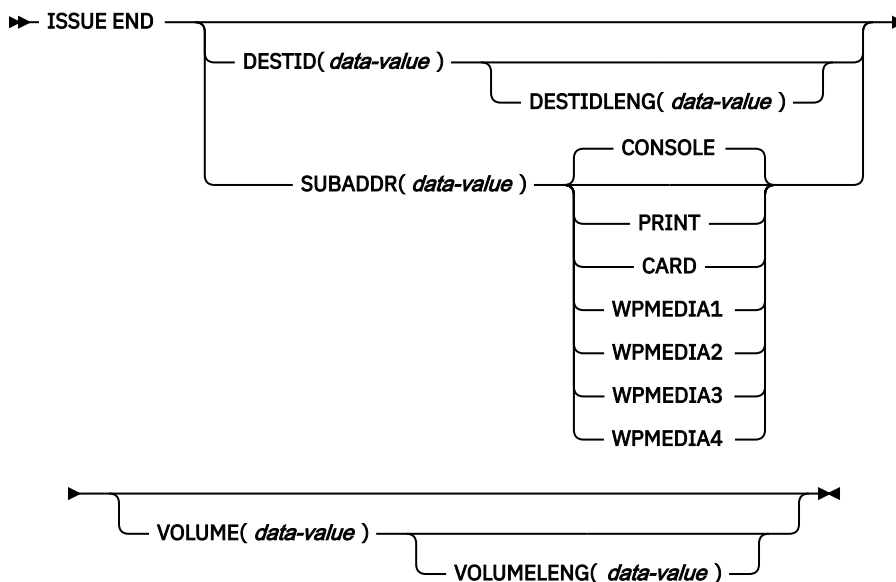 ISSUE END
DESTID( data-value )
DESTIDLENG( data-value )
SUBADDR( data-value )
CONSOLE
PRINT
CARD
WPMEDIA1
WPMEDIA2
WPMEDIA3
WPMEDIA4
VOLUME( data-value )
VOLUMELENG( data-value )